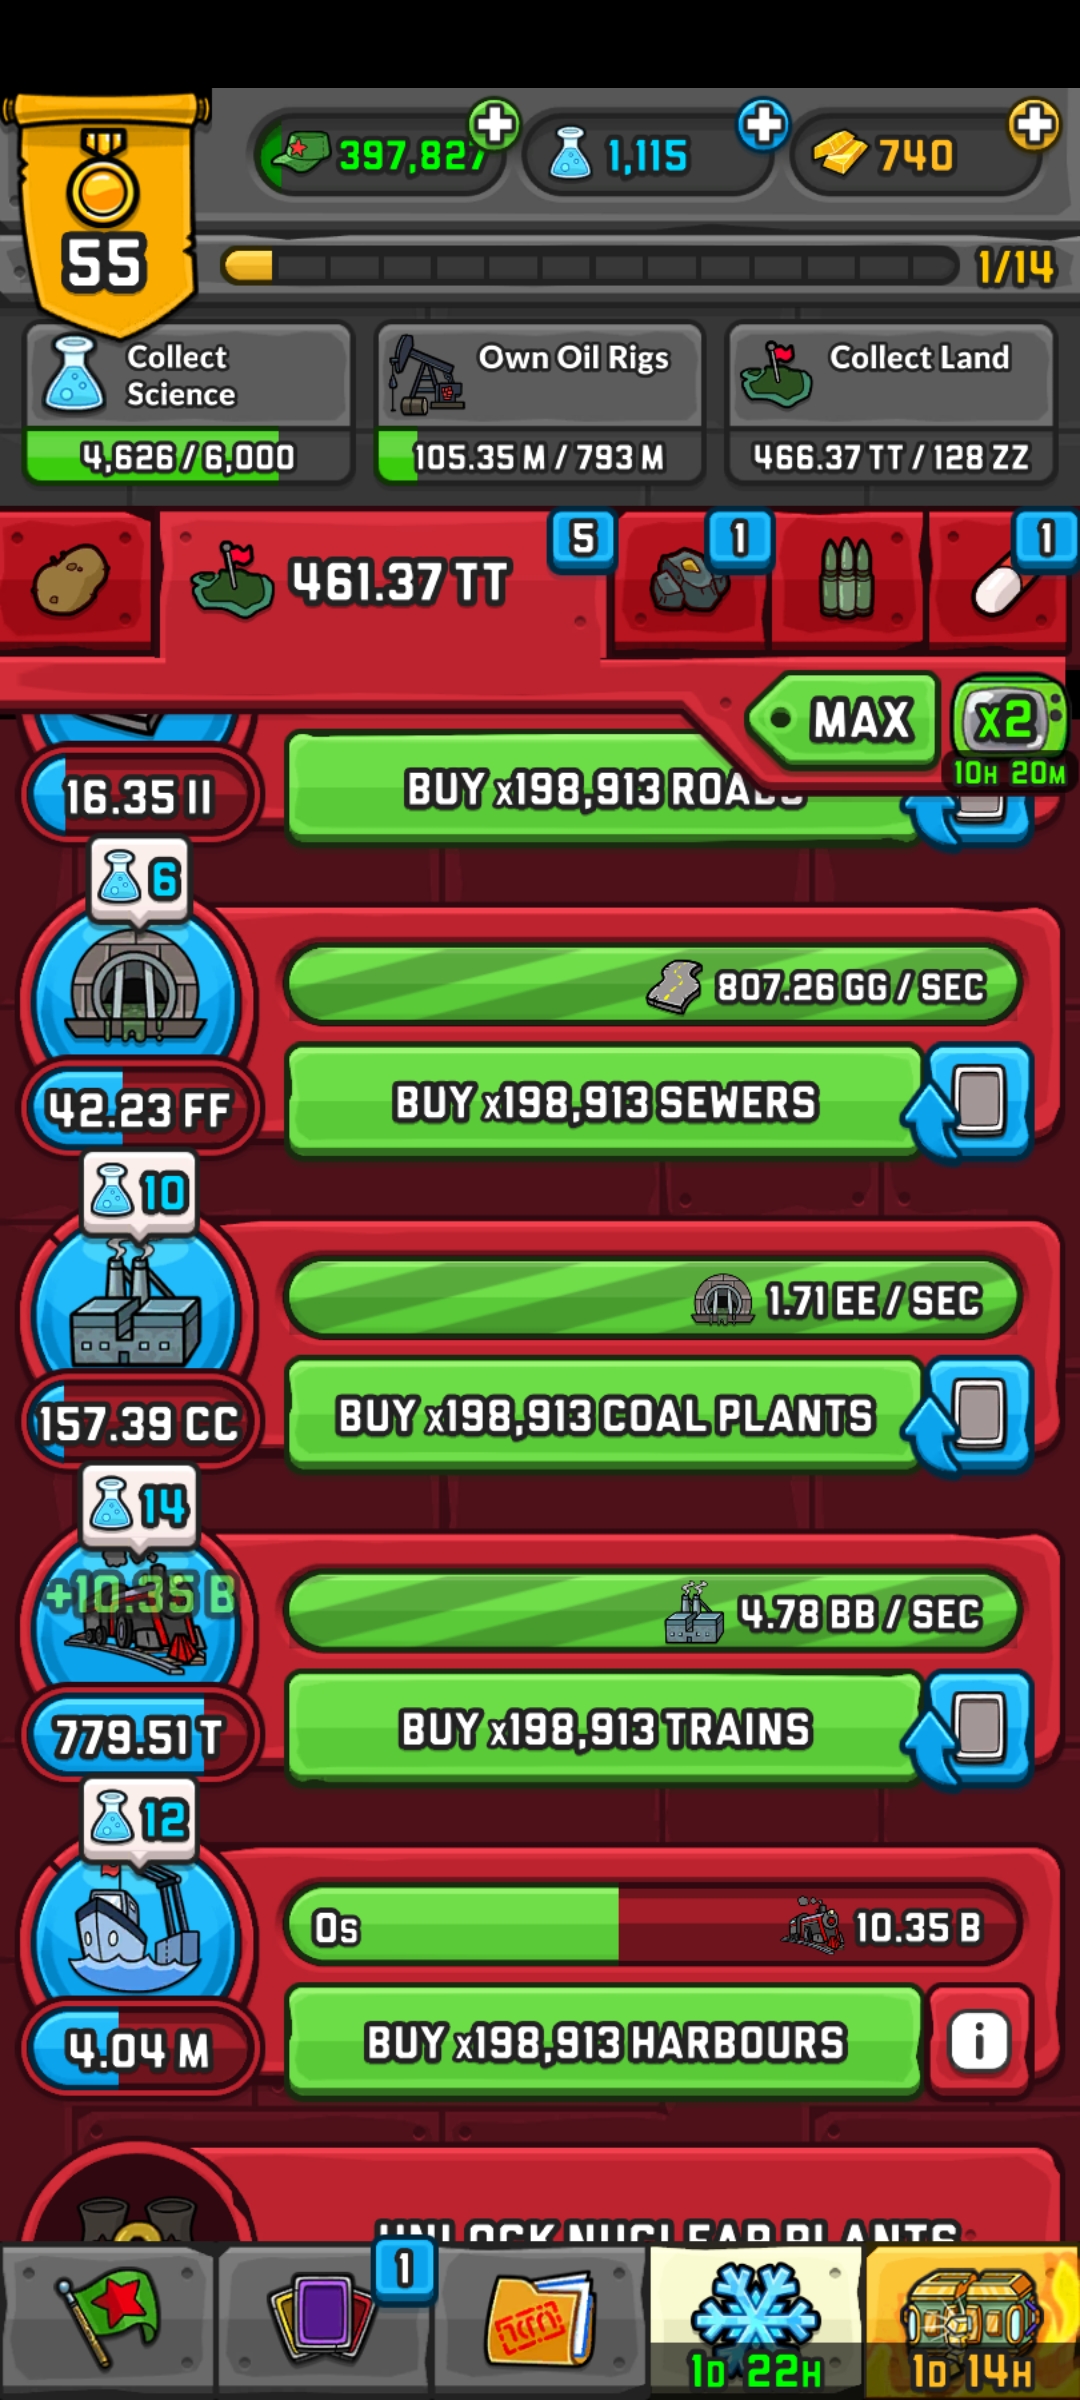 397,827
1,115
740
55
1/14
Collect
Science
Own Oil Rigs
Collect Land
4,626 / 6,000
105.35 M / 793 M
466.37 TT / 128 ZZ
5
1
1
461.37 TT
MAX
x2
10H 20M
16.35 II
BUY x198,913 ROADS
6
807.26 GG / SEC
42.23 FF
BUY x198,913 SEWERS
10
1.71 EE / SEC
157.39 CC
BUY x198,913 COAL PLANTS
14
+10.35 B
4.78 BB / SEC
779.51 T
BUY x198,913 TRAINS
12
0s
10.35 B
4.04 M
BUY x198,913 HARBOURS
i
UNLOCK NUCLEAR PLANTS
1
1D 22H
1D 14H